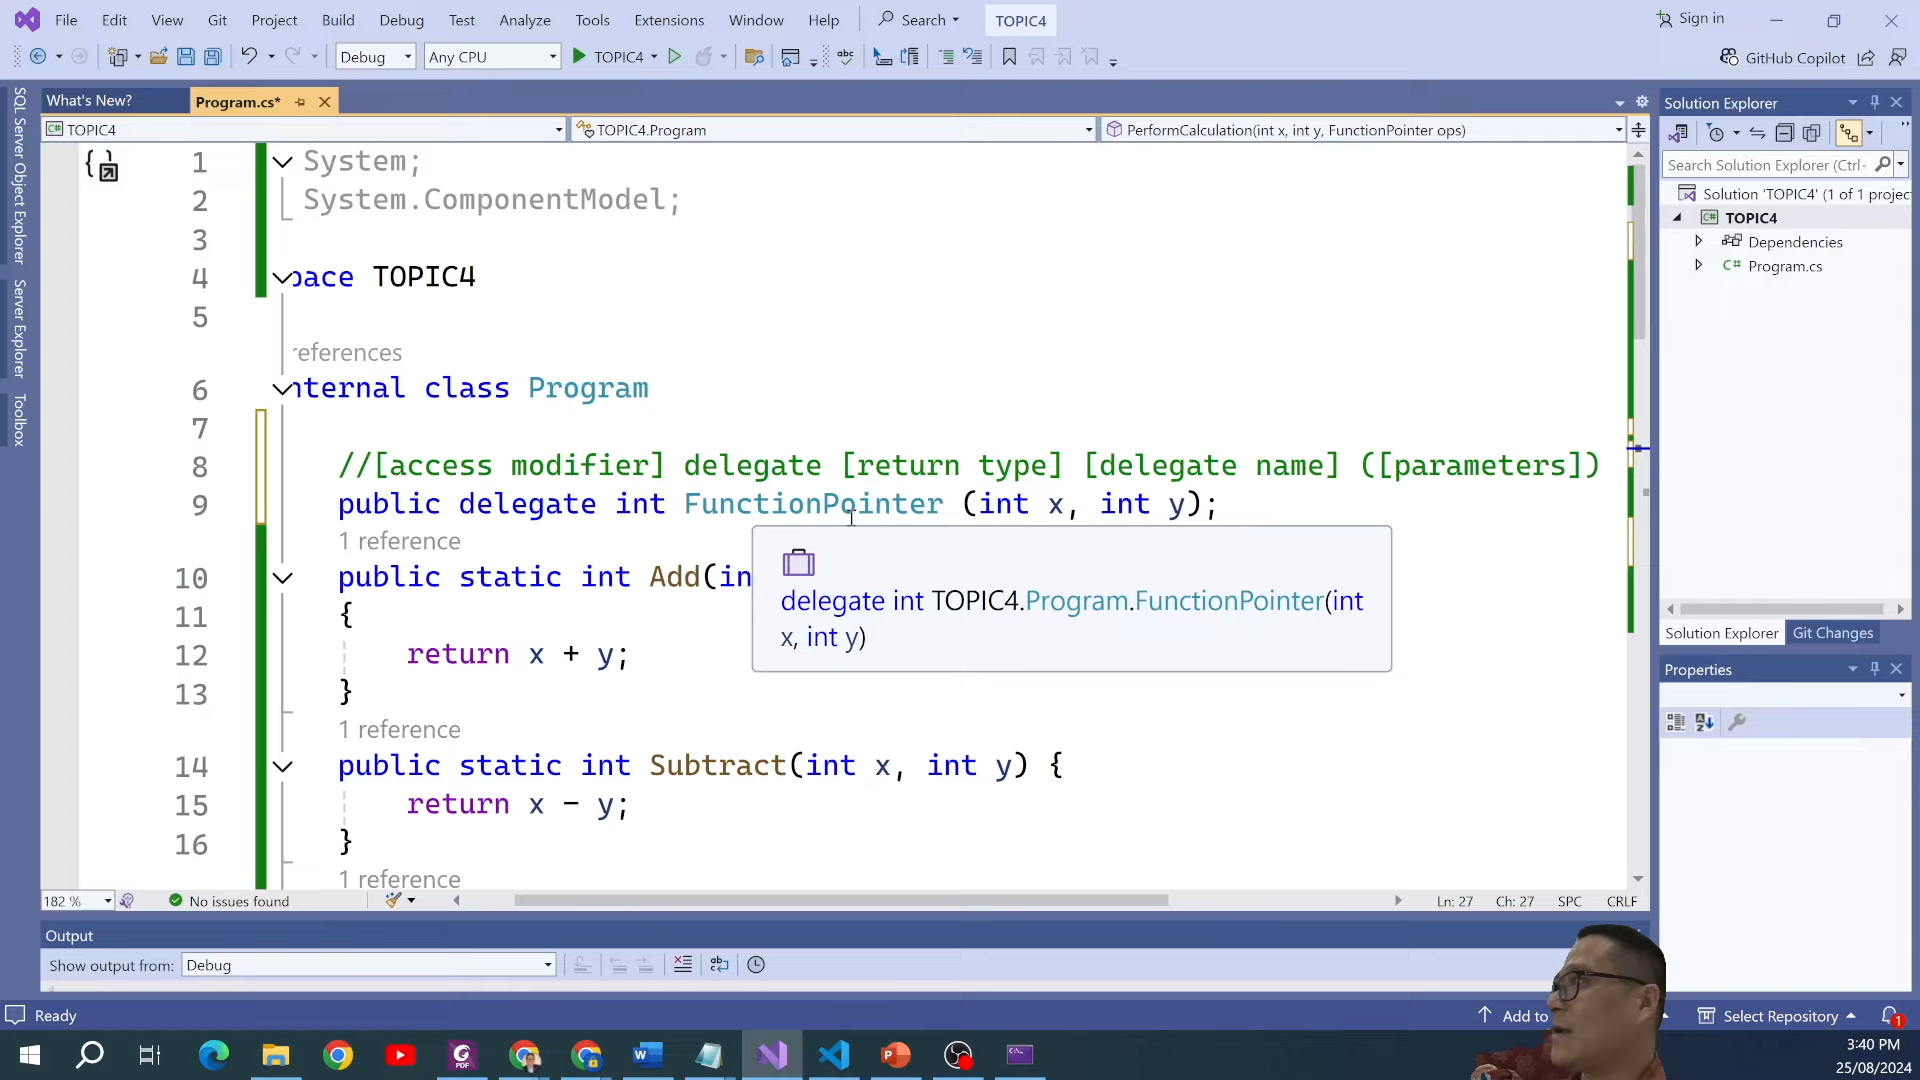 File Edit View Git Project Build Debug Test Analyze Tools Extensions Window Help Search TOPIC4 Sign in
Debug Any CPU TOPIC4 GitHub Copilot
What's New? Program.cs*
TOPIC4 TOPIC4.Program PerformCalculation(int x, int y, FunctionPointer ops)
1 System;
2 System.ComponentModel;
3
4 pace TOPIC4
5
references
6 nternal class Program
7
8 //[access modifier] delegate [return type] [delegate name] ([parameters])
9 public delegate int FunctionPointer (int x, int y);
1 reference
10 public static int Add(in
delegate int TOPIC4.Program.FunctionPointer(int
x, int y)
11 {
12 return x + y;
13 }
1 reference
14 public static int Subtract(int x, int y) {
15 return x - y;
16 }
1 reference
182 % No issues found Ln: 27 Ch: 27 SPC CRLF
Output
Show output from: Debug
Ready Add to Select Repository 1
SQL Server Object Explorer
Server Explorer
Toolbox
Solution Explorer
Search Solution Explorer (Ctrl+
Solution 'TOPIC4' (1 of 1 projec
TOPIC4
Dependencies
C# Program.cs
Solution Explorer Git Changes
Properties
3:40 PM
25/08/2024